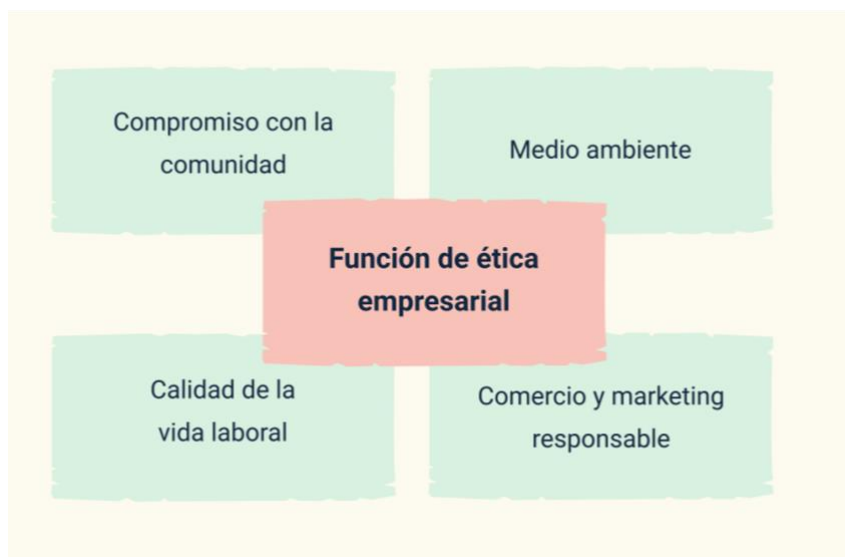 Compromiso con la
comunidad
Medio ambiente
Función de ética
empresarial
Calidad de la
vida laboral
Comercio y marketing
responsable